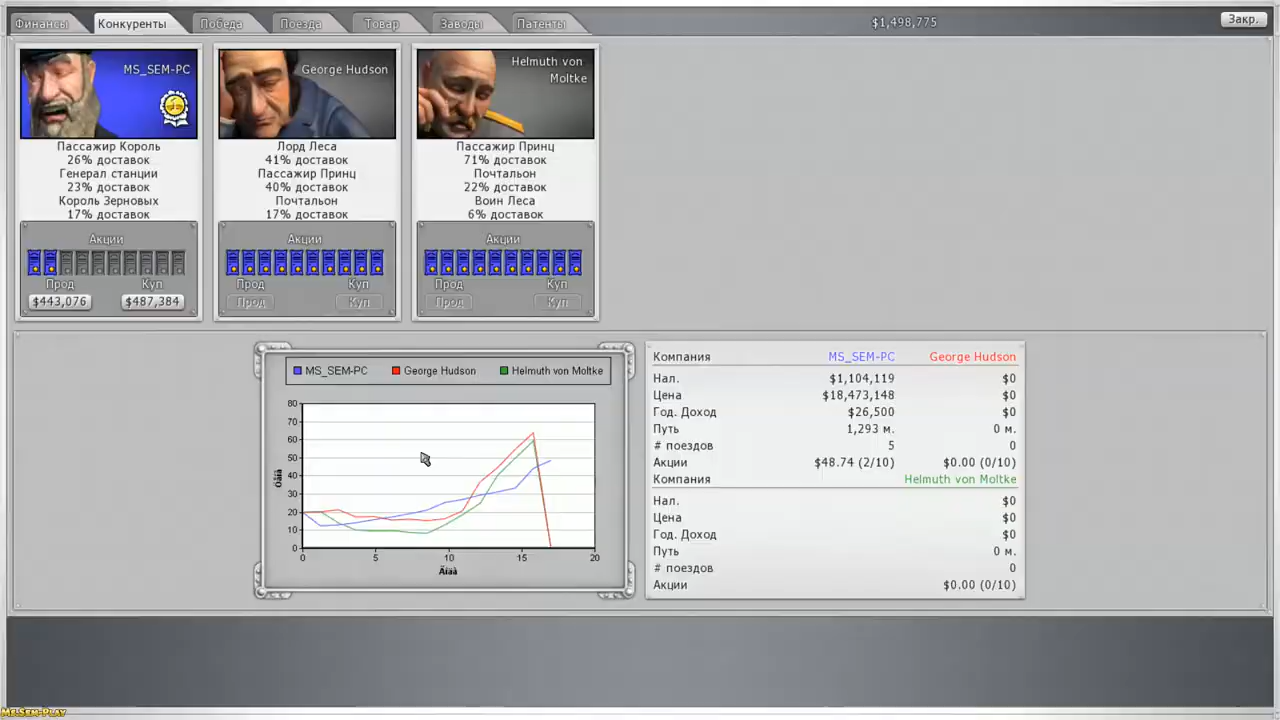 Финансы Конкуренты Победа Поезда Товар Заводы Патенты $1,498,775 Закр.
MS_SEM-PC
Пассажир Король
26% доставок
Генерал станции
23% доставок
Король Зерновых
17% доставок
Акции
Прод Куп
$443,076 $487,384
George Hudson
Лорд Леса
41% доставок
Пассажир Принц
40% доставок
Почтальон
17% доставок
Акции
Прод Куп
Прод Куп
Helmuth von
Moltke
Пассажир Принц
71% доставок
Почтальон
22% доставок
Воин Леса
6% доставок
Акции
Прод Куп
Прод Куп
MS_SEM-PC George Hudson Helmuth von Moltke
80
70
60
50
40
30
20
10
0
0 5 10 15 20
Компания MS_SEM-PC George Hudson
Нал. $1,104,119 $0
Цена $18,473,148 $0
Год. Доход $26,500 $0
Путь 1,293 м. 0 м.
# поездов 5 0
Акции $48.74 (2/10) $0.00 (0/10)
Компания Helmuth von Moltke
Нал. $0
Цена $0
Год. Доход $0
Путь 0 м.
# поездов 0
Акции $0.00 (0/10)
Mr.Sem-Play